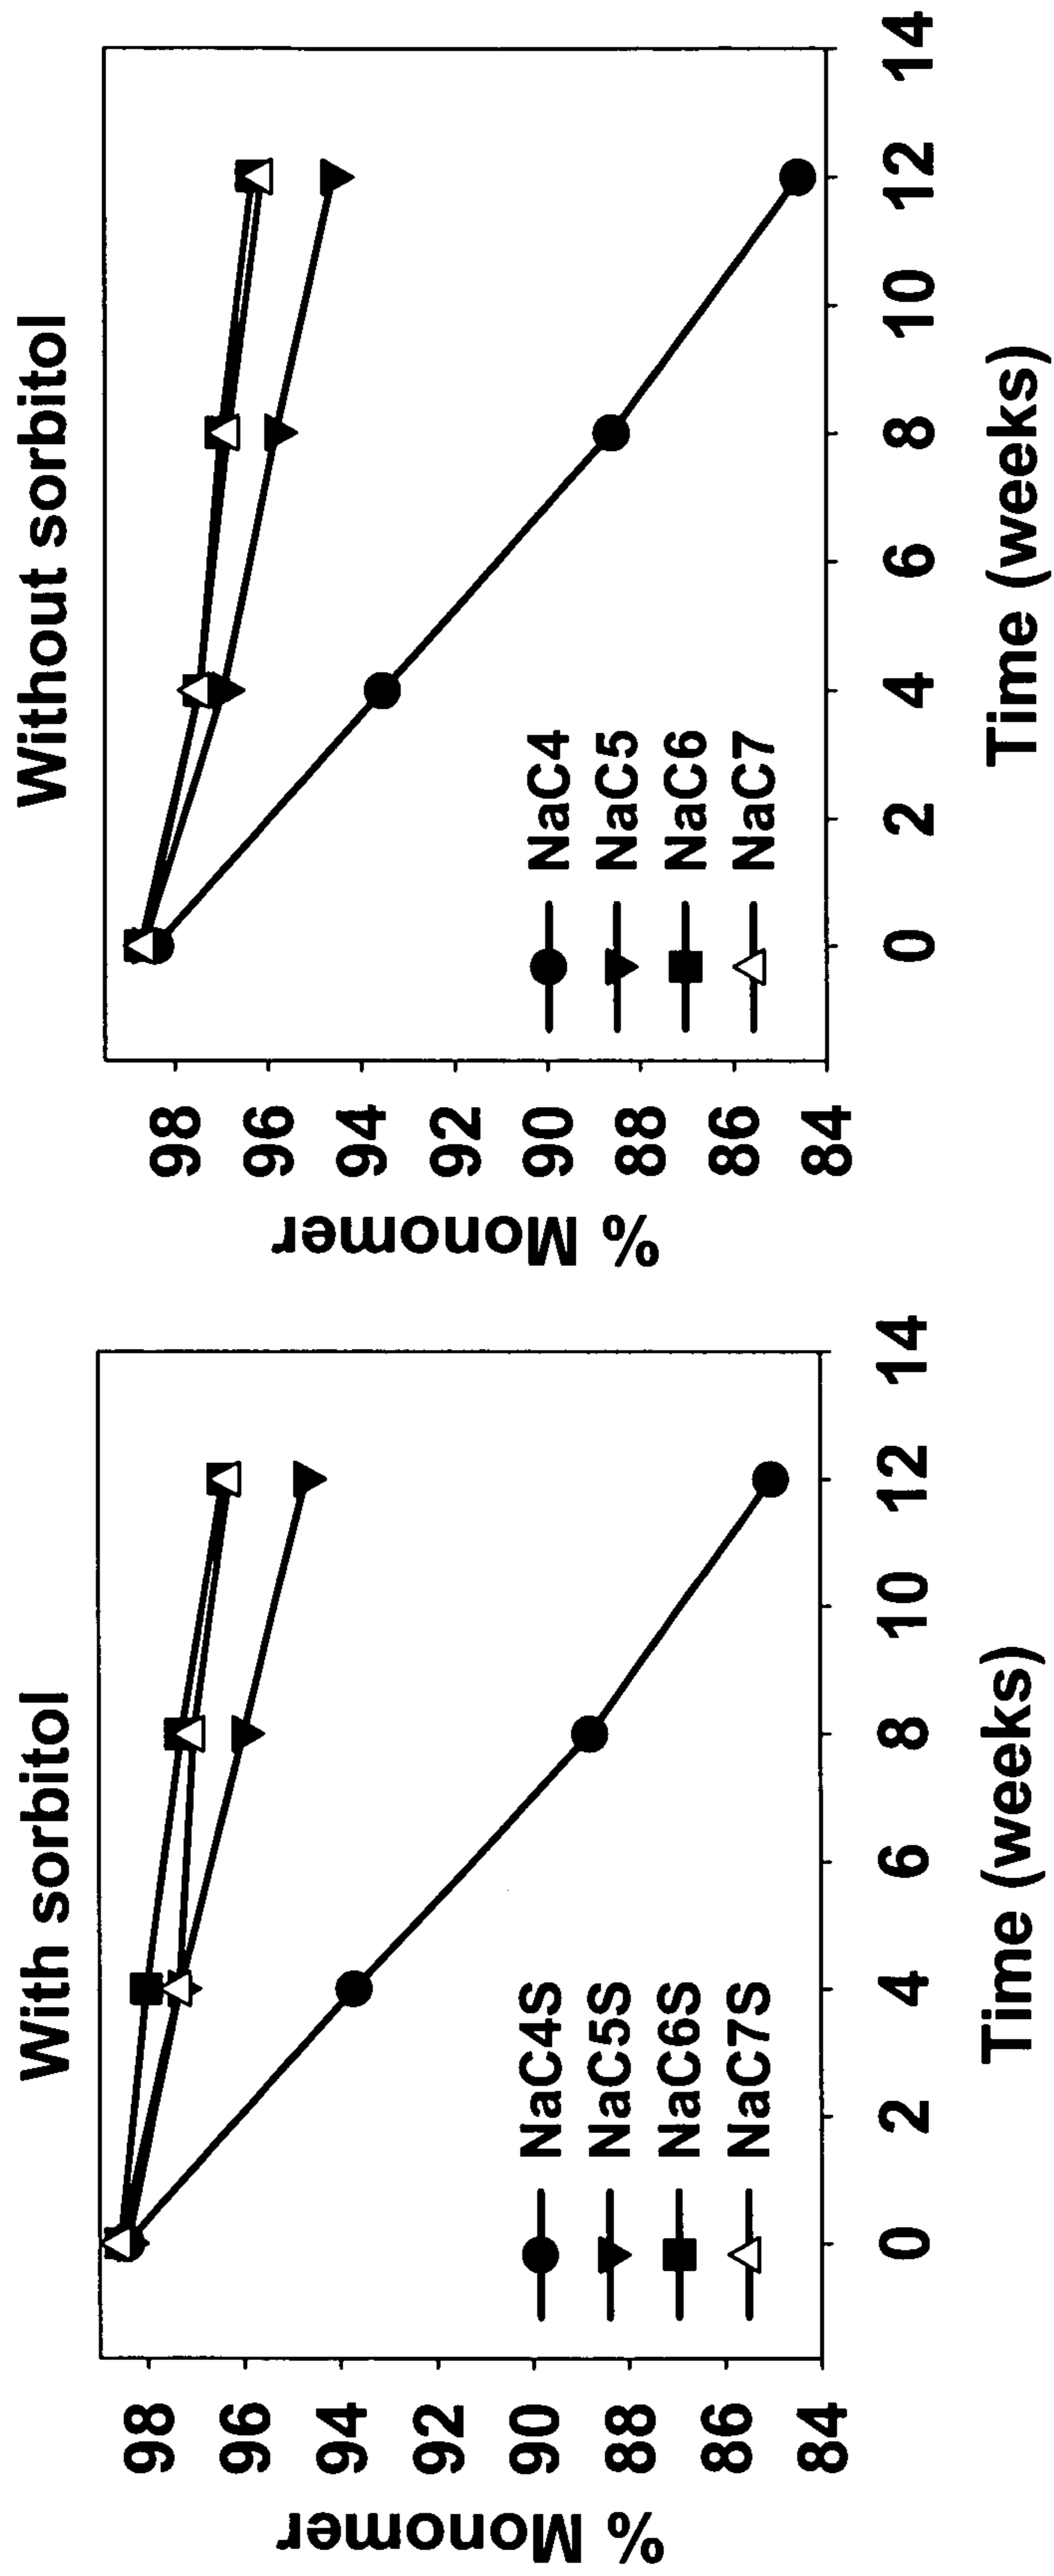 With sorbitol
% Monomer
98
96
94
92
90
88
86
84
NaC4S
NaC5S
NaC6S
NaC7S
0 2 4 6 8 10 12 14
Time (weeks)
Without sorbitol
% Monomer
98
96
94
92
90
88
86
84
NaC4
NaC5
NaC6
NaC7
0 2 4 6 8 10 12 14
Time (weeks)